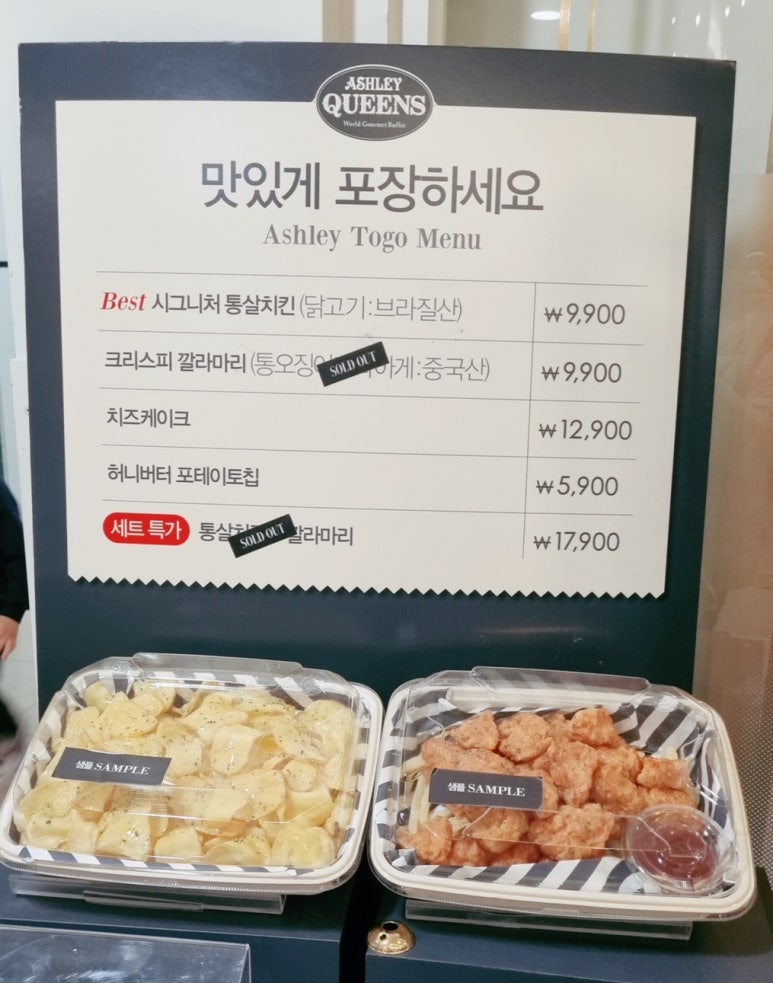 ASHLEY
QUEENS
World Gourmet Buffet
맛있게 포장하세요
Ashley Togo Menu
Best 시그니처 통살치킨 (닭고기:브라질산) ₩9,900
크리스피 깔라마리 (통오징어 SOLD OUT 아게:중국산) ₩9,900
치즈케이크 ₩12,900
허니버터 포테이토칩 ₩5,900
세트 특가 통살치 SOLD OUT 깔라마리 ₩17,900
샘플 SAMPLE
샘플 SAMPLE